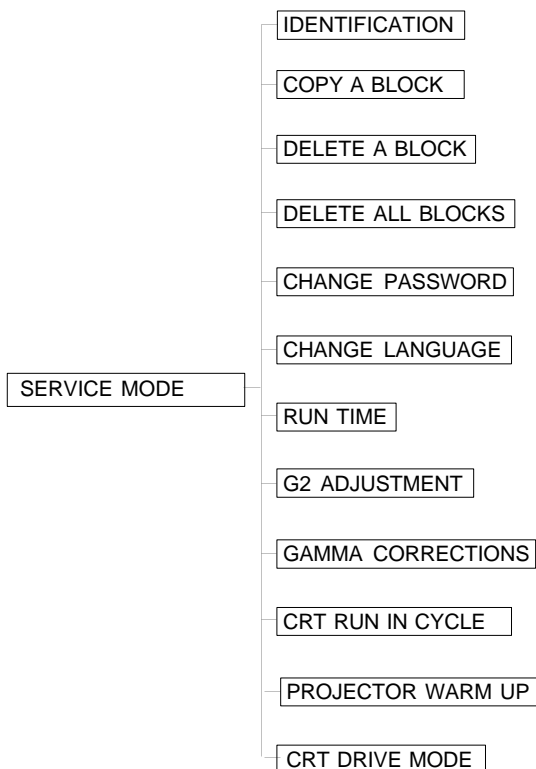 IDENTIFICATION
COPY A BLOCK
DELETE A BLOCK
DELETE ALL BLOCKS
CHANGE PASSWORD
CHANGE LANGUAGE
SERVICE MODE
RUN TIME
G2 ADJUSTMENT
GAMMA CORRECTIONS
CRT RUN IN CYCLE
PROJECTOR WARM UP
CRT DRIVE MODE